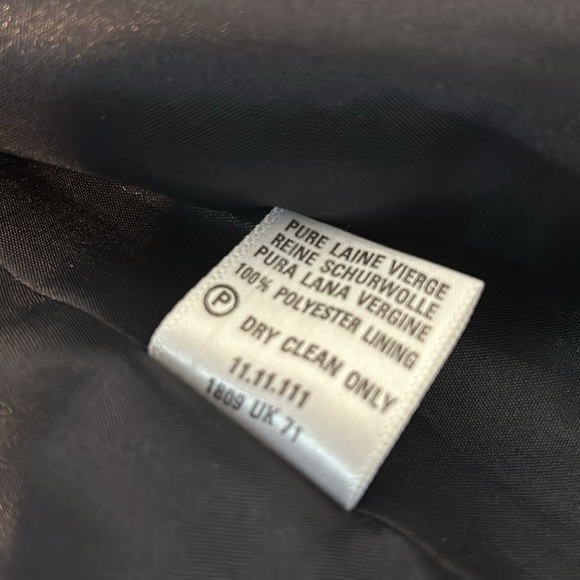 PURE LAINE VIERGE
REINE SCHURWOLLE
PURA LANA VERGINE
100% POLYESTER LINING
P DRY CLEAN ONLY
11.11.111
1809 UK 71